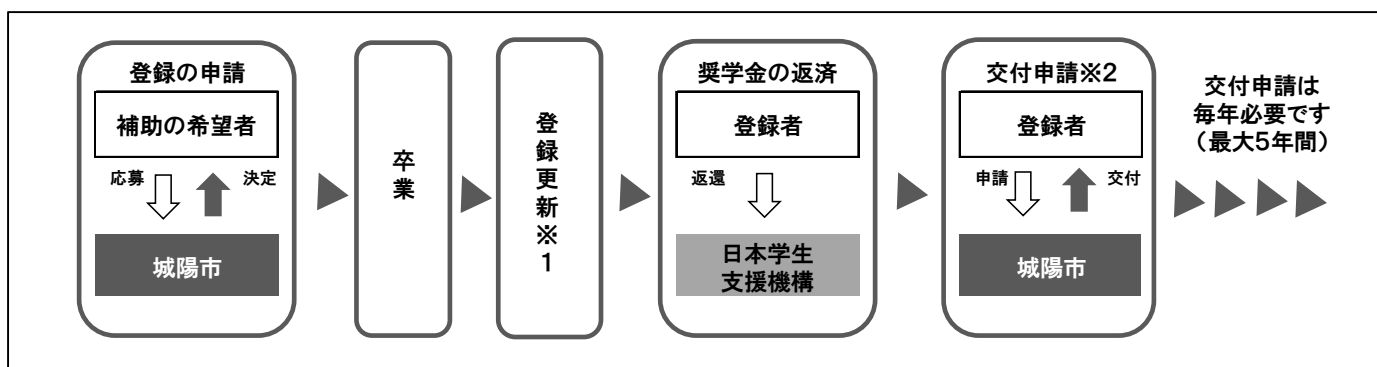 登録の申請
補助の希望者
応募
決定
城陽市
卒業
登録更新※1
奨学金の返済
登録者
返還
日本学生
支援機構
交付申請※2
登録者
申請
交付
城陽市
交付申請は
毎年必要です
（最大5年間）